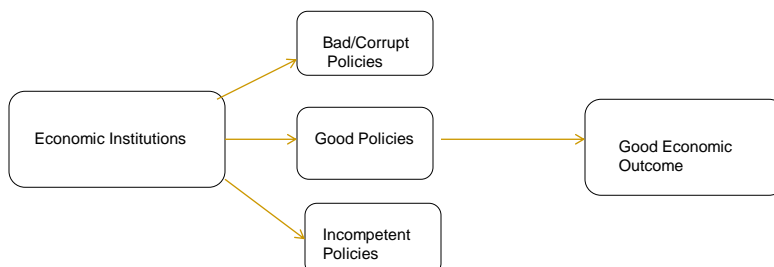 Bad/Corrupt
Policies
Economic Institutions
Good Policies
Good Economic
Outcome
Incompetent
Policies